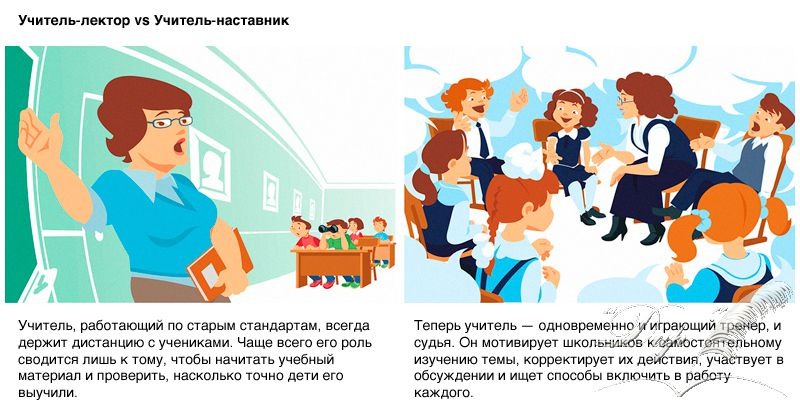 Учитель-лектор vs Учитель-наставник
Учитель, работающий по старым стандартам, всегда
держит дистанцию с учениками. Чаще всего его роль
сводится лишь к тому, чтобы начитать учебный
материал и проверить, насколько точно дети его
выучили.
Теперь учитель — одновременно и играющий тренер, и
судья. Он мотивирует школьников к самостоятельному
изучению темы, корректирует их действия, участвует в
обсуждении и ищет способы включить в работу
каждого.